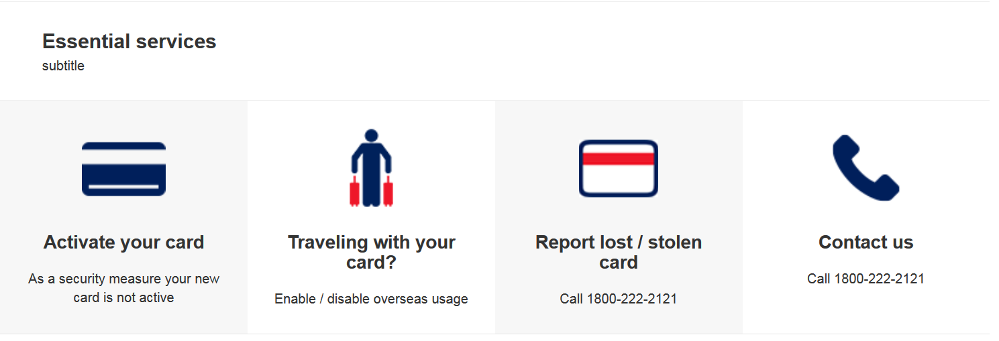 Essential services
subtitle
Activate your card
As a security measure your new
card is not active
Traveling with your
card?
Enable / disable overseas usage
Report lost / stolen
card
Call 1800-222-2121
Contact us
Call 1800-222-2121